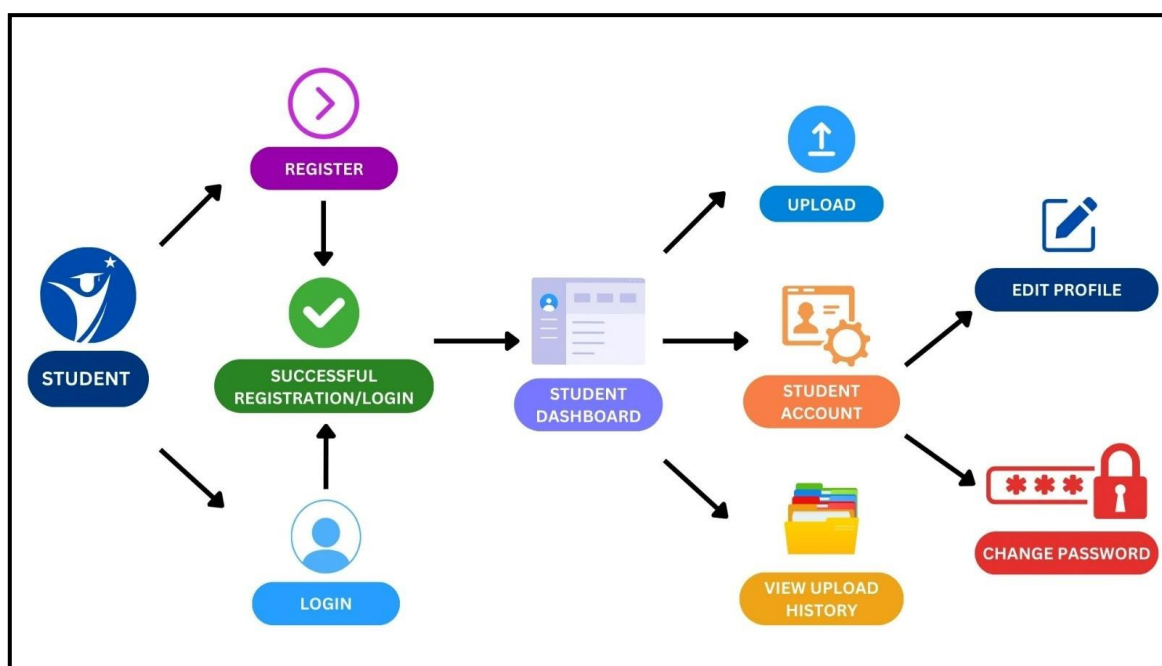 REGISTER
UPLOAD
EDIT PROFILE
STUDENT
SUCCESSFUL
REGISTRATION/LOGIN
STUDENT
DASHBOARD
STUDENT
ACCOUNT
***
CHANGE PASSWORD
LOGIN
VIEW UPLOAD
HISTORY